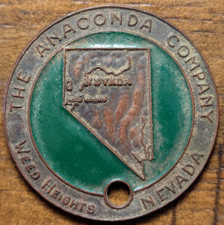 THE ANACONDA COMPANY
NEVADA
WEED HEIGHTS
NEVADA